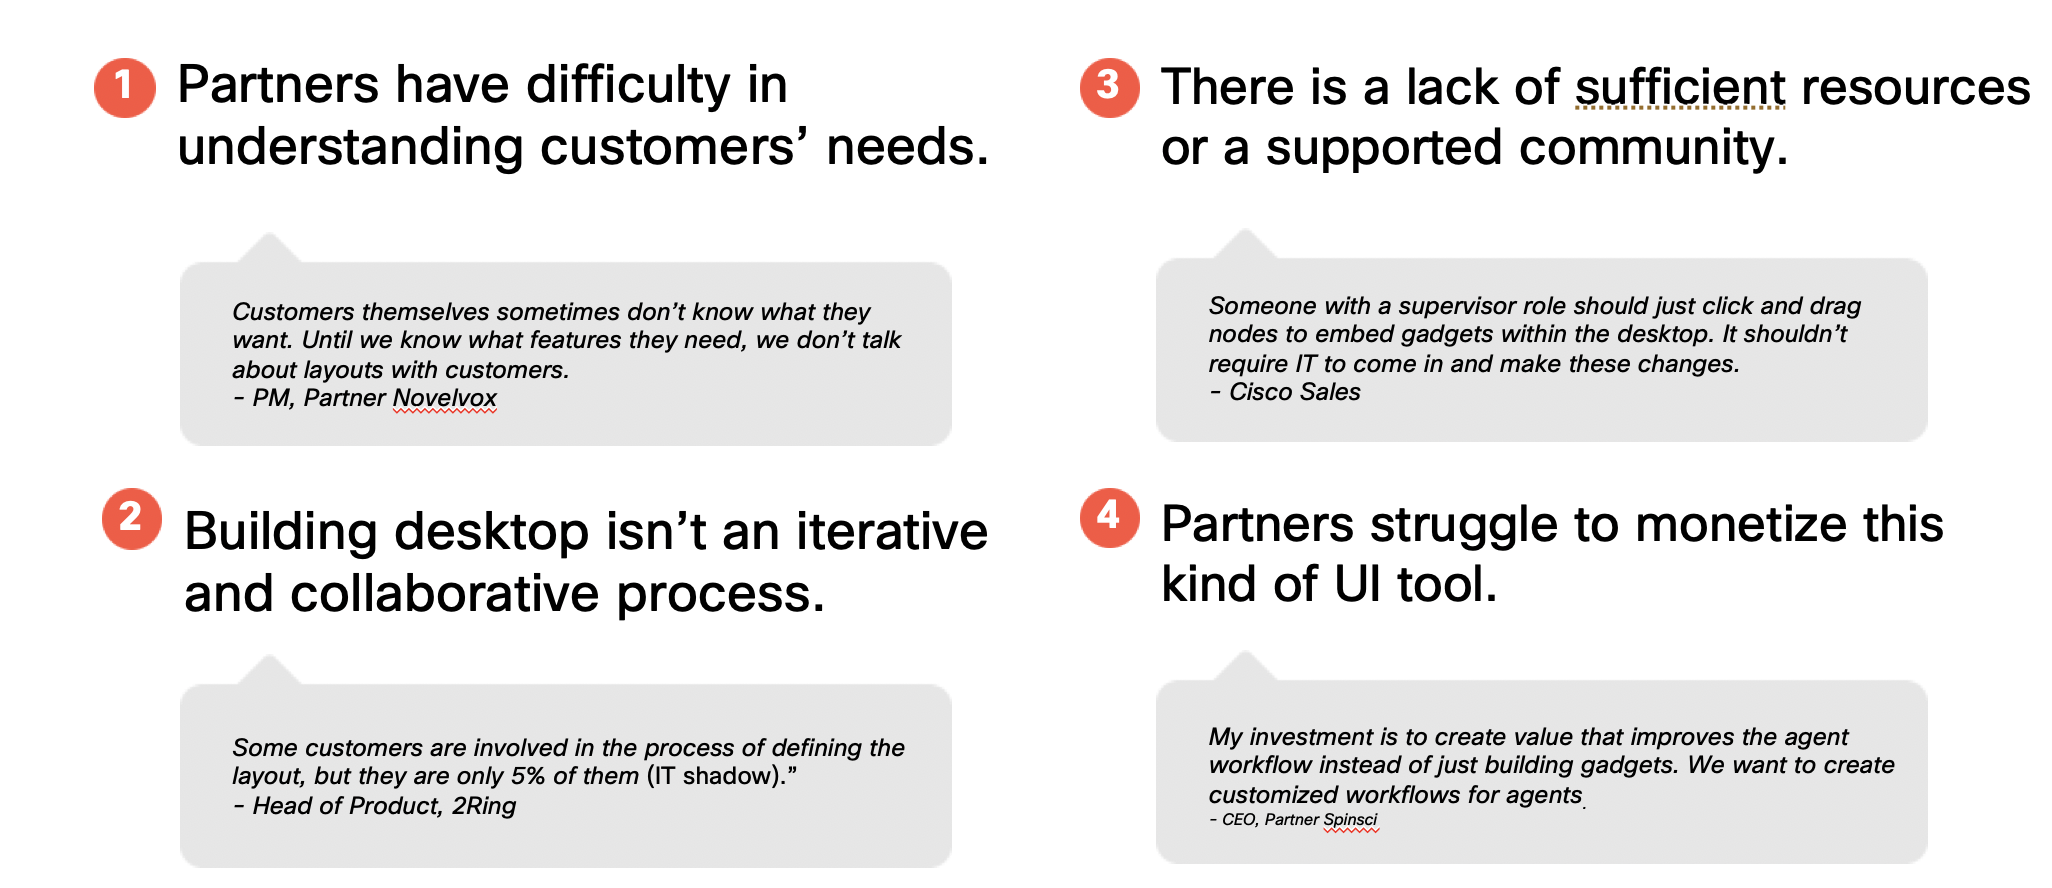 1
Partners have difficulty in
understanding customers’ needs.
Customers themselves sometimes don’t know what they
want. Until we know what features they need, we don’t talk
about layouts with customers.
– PM, Partner Novelvox
2
Building desktop isn’t an iterative
and collaborative process.
Some customers are involved in the process of defining the
layout, but they are only 5% of them (IT shadow).”
– Head of Product, 2Ring
3
There is a lack of sufficient resources
or a supported community.
Someone with a supervisor role should just click and drag
nodes to embed gadgets within the desktop. It shouldn’t
require IT to come in and make these changes.
– Cisco Sales
4
Partners struggle to monetize this
kind of UI tool.
My investment is to create value that improves the agent
workflow instead of just building gadgets. We want to create
customized workflows for agents.
– CEO, Partner Spinsci